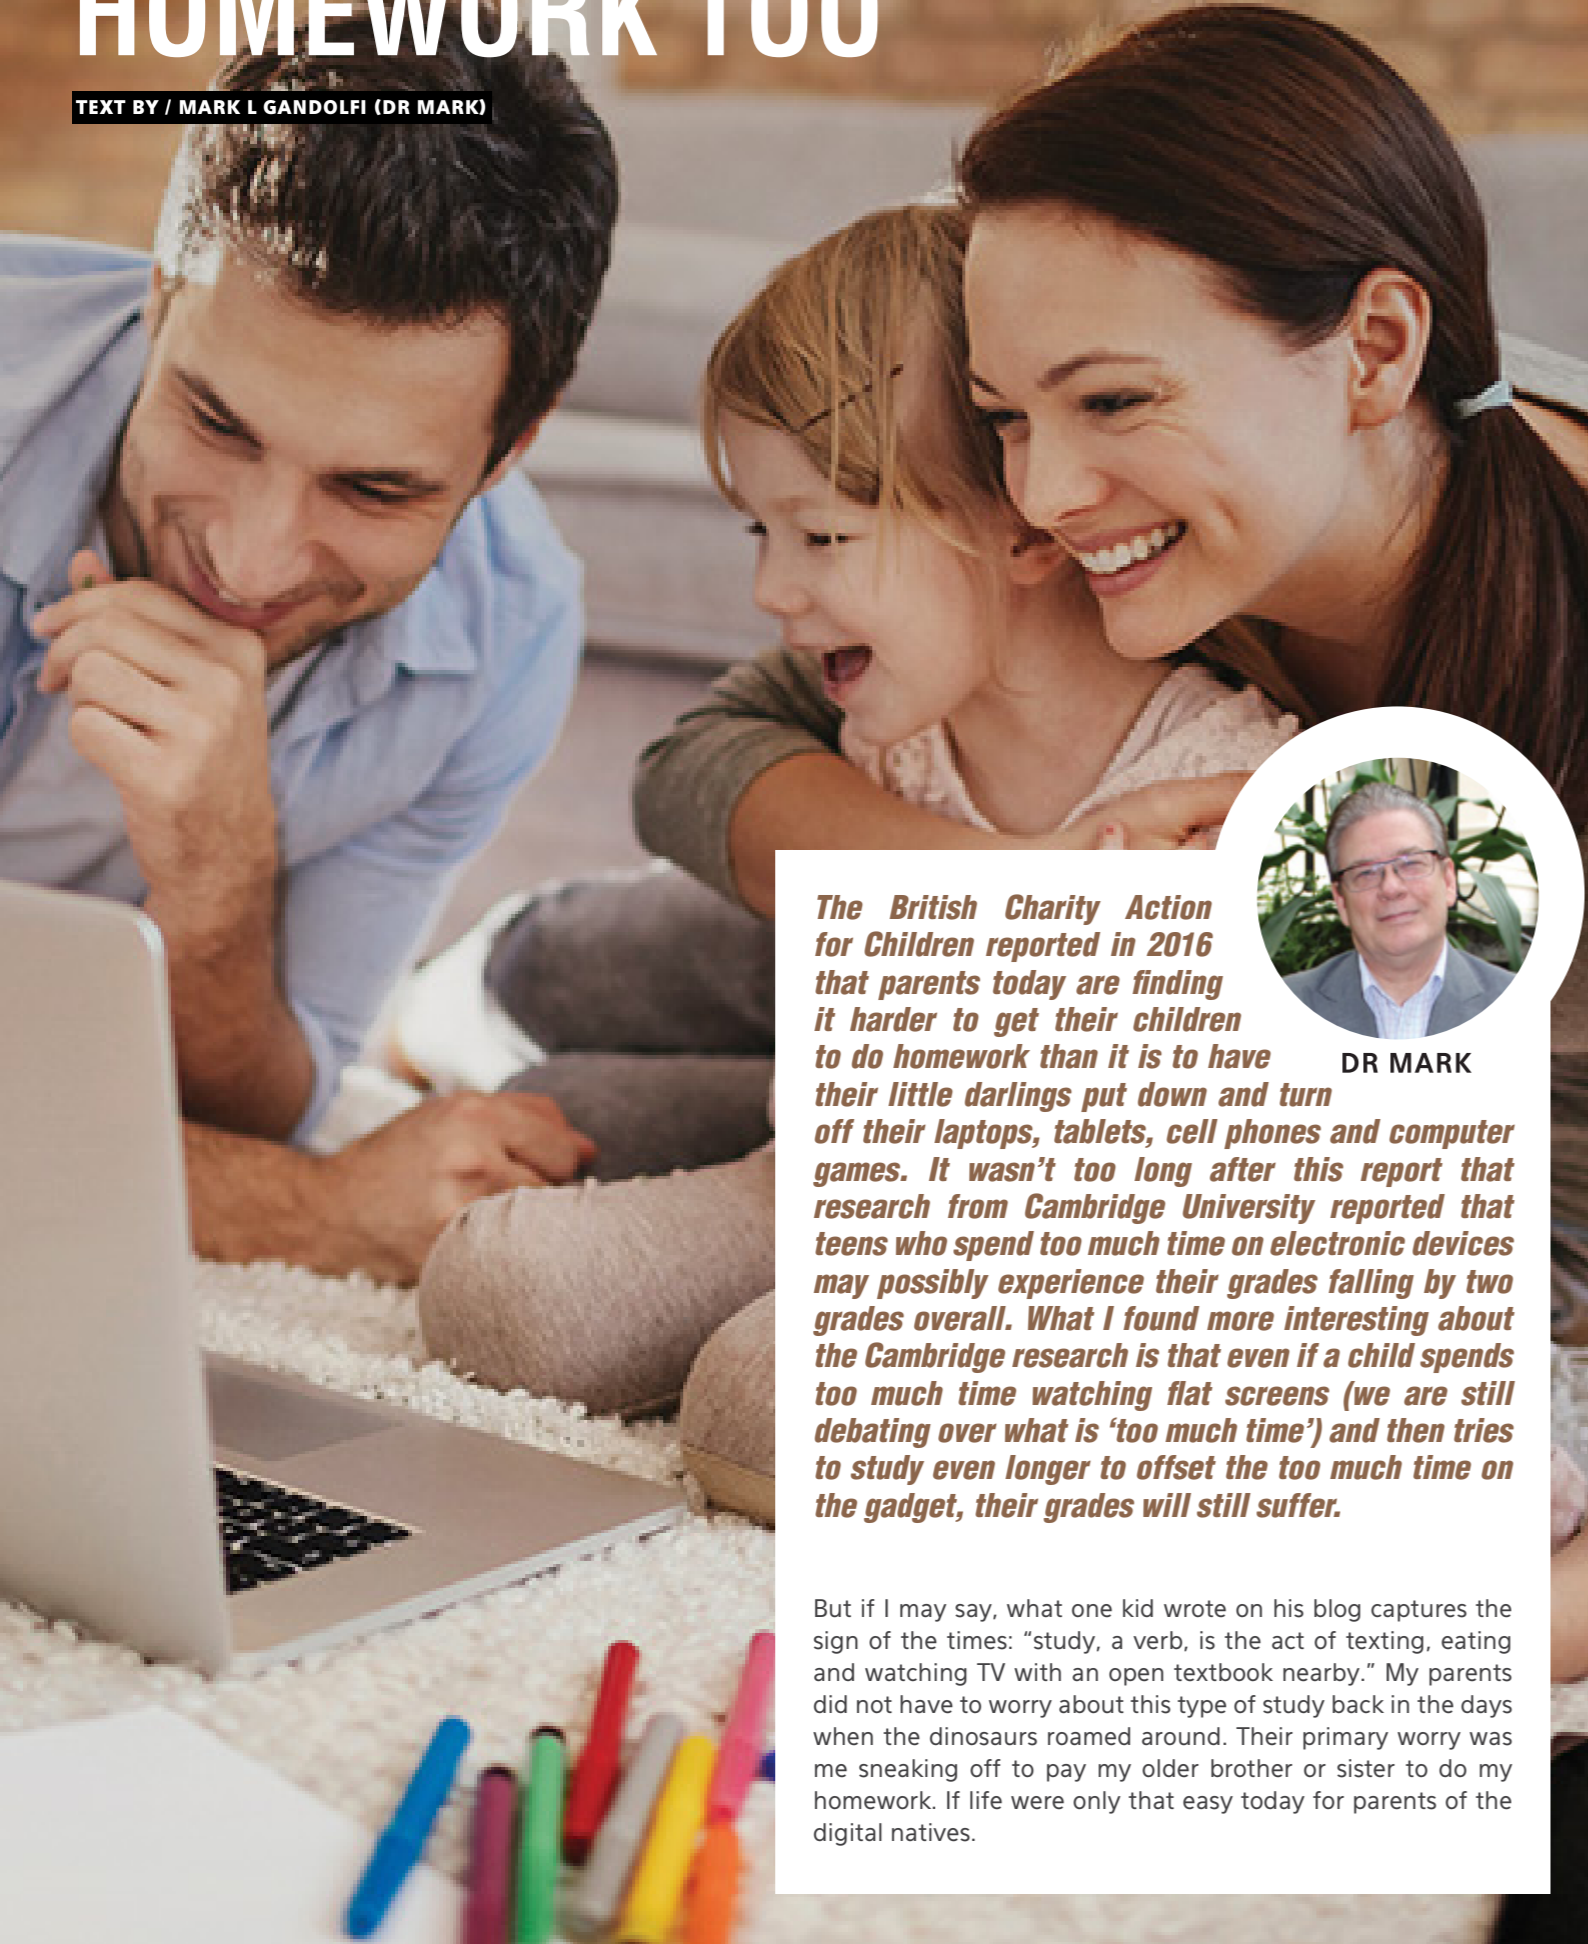 HOMEWORK TOO
TEXT BY / MARK L GANDOLFI (DR MARK)
The British Charity Action
for Children reported in 2016
that parents today are finding
it harder to get their children
to do homework than it is to have
their little darlings put down and turn
off their laptops, tablets, cell phones and computer
games. It wasn't too long after this report that
research from Cambridge University reported that
teens who spend too much time on electronic devices
may possibly experience their grades falling by two
grades overall. What I found more interesting about
the Cambridge research is that even if a child spends
too much time watching flat screens (we are still
debating over what is ‘too much time’) and then tries
to study even longer to offset the too much time on
the gadget, their grades will still suffer.
DR MARK
But if I may say, what one kid wrote on his blog captures the
sign of the times: “study, a verb, is the act of texting, eating
and watching TV with an open textbook nearby.” My parents
did not have to worry about this type of study back in the days
when the dinosaurs roamed around. Their primary worry was
me sneaking off to pay my older brother or sister to do my
homework. If life were only that easy today for parents of the
digital natives.